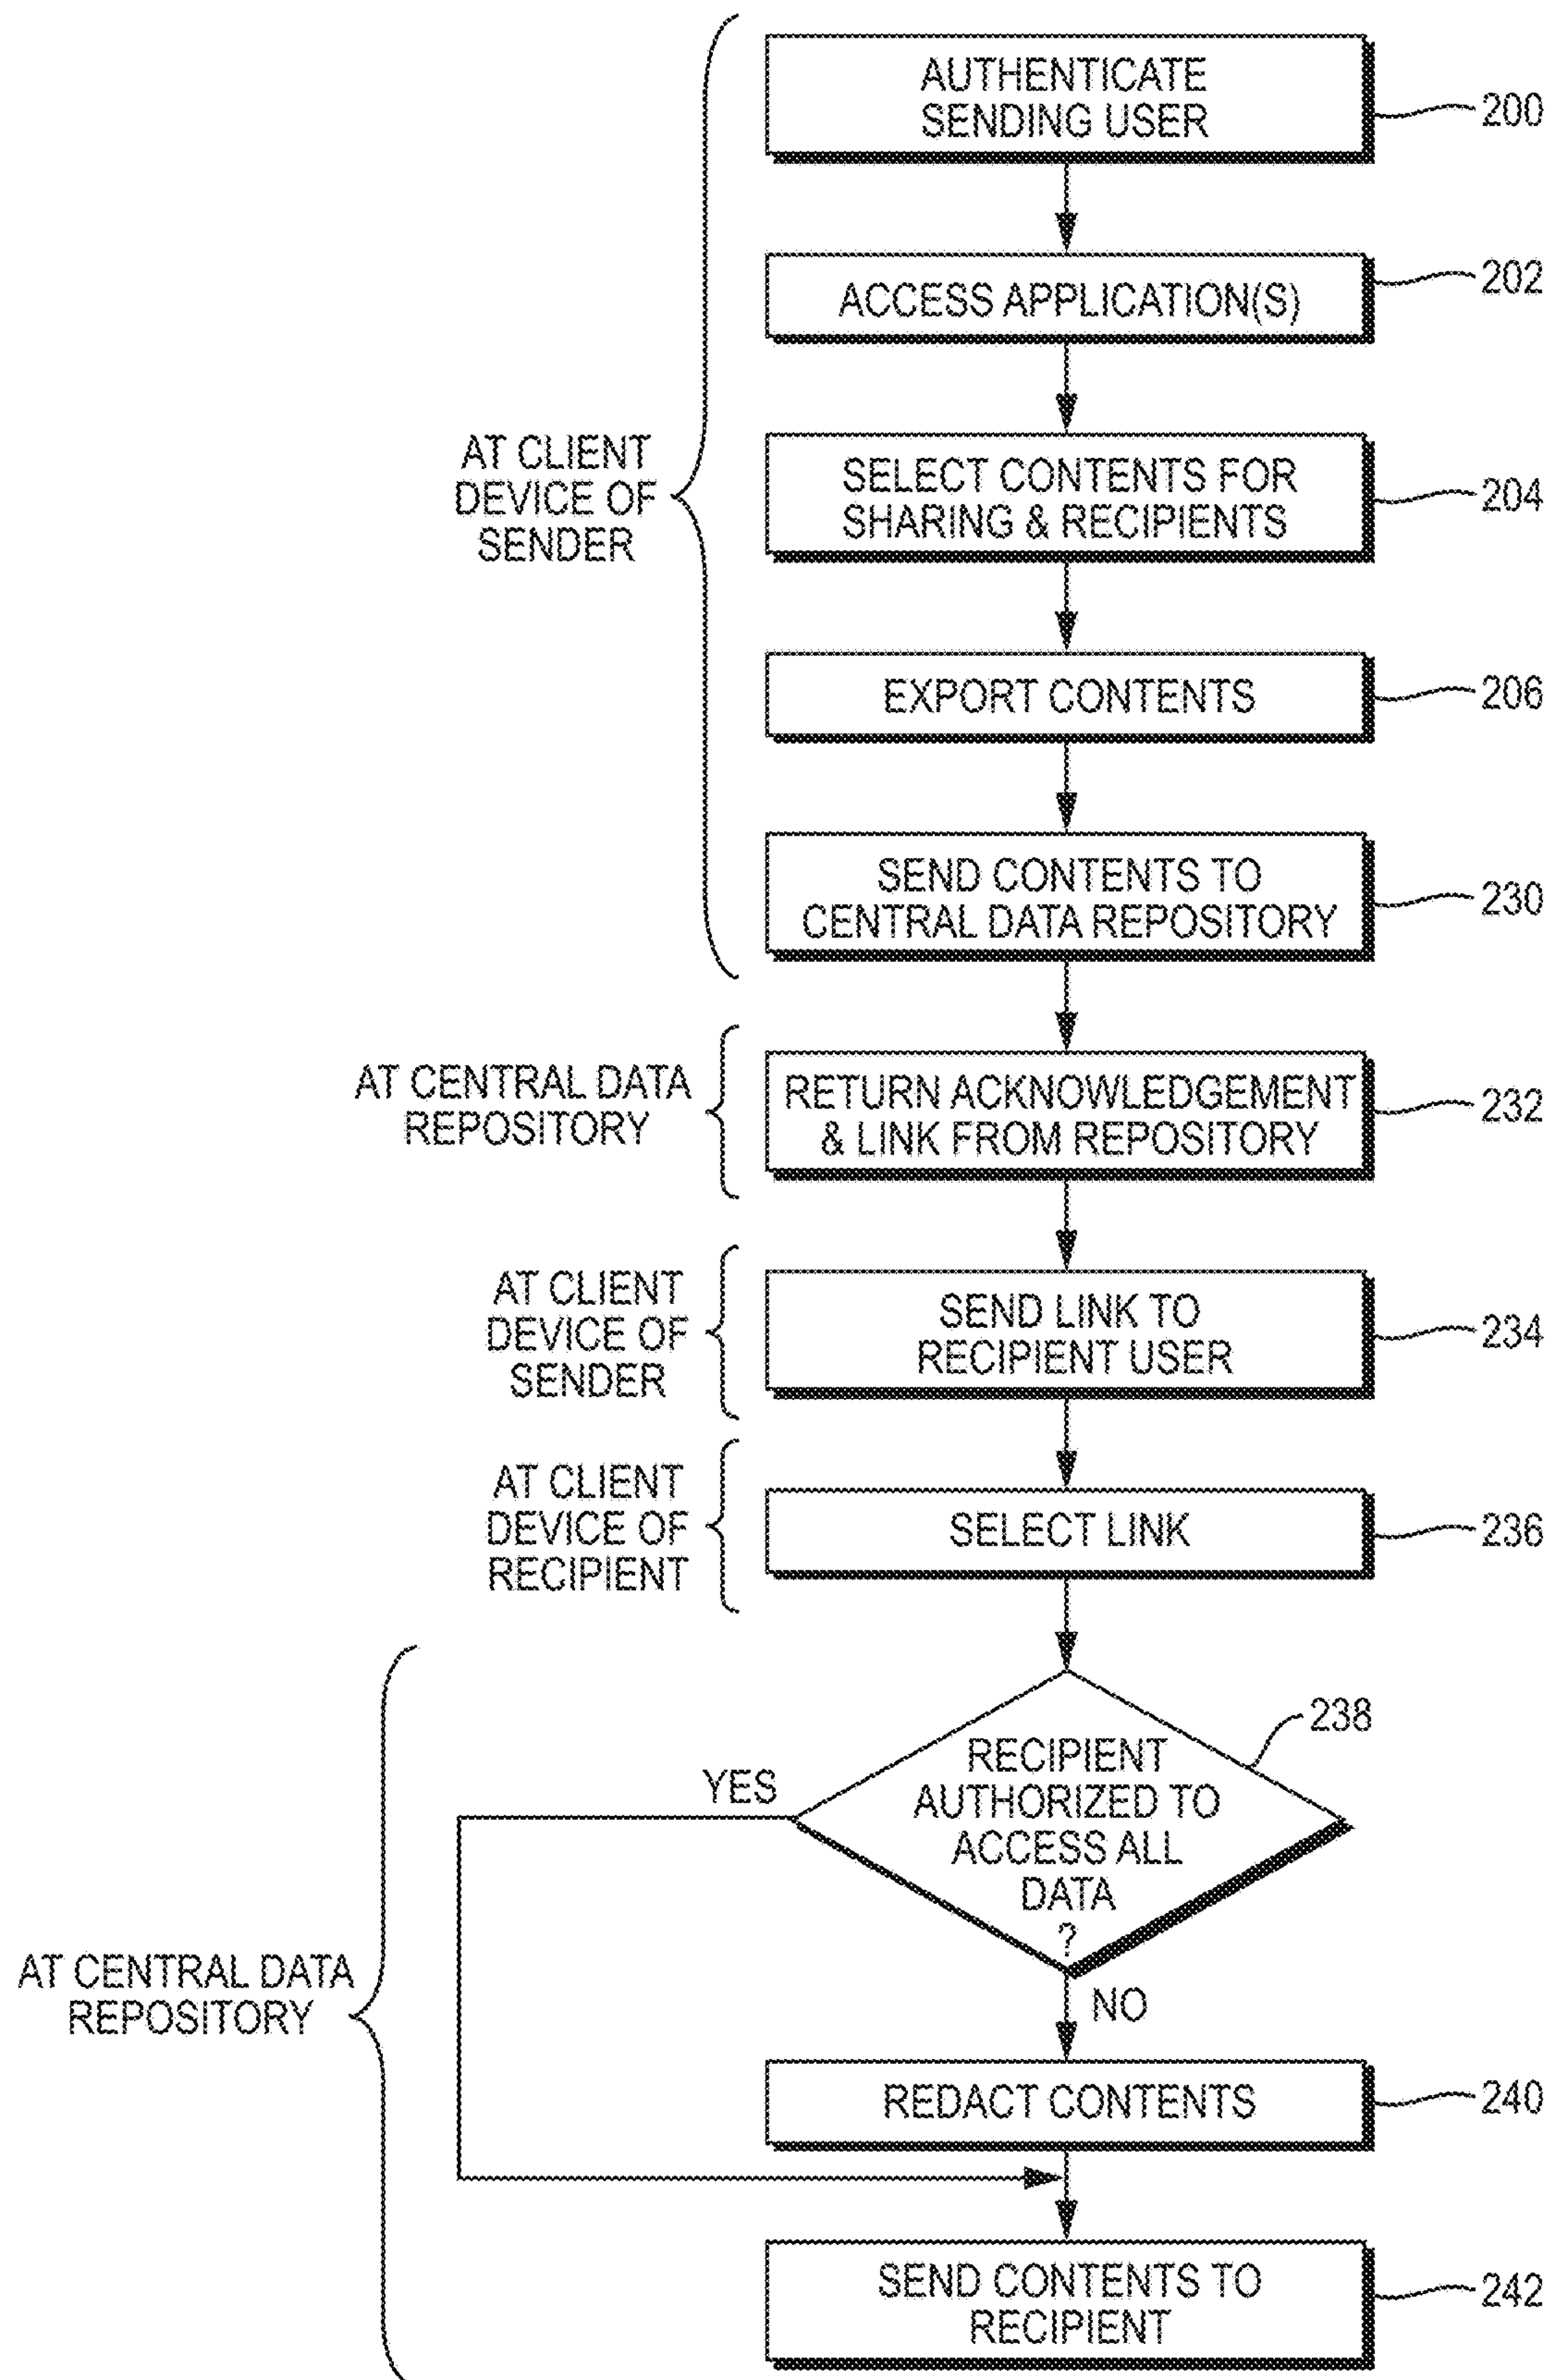 AUTHENTICATE
SENDING USER
200
ACCESS APPLICATION(S)
202
AT CLIENT
DEVICE OF
SENDER
SELECT CONTENTS FOR
SHARING & RECIPIENTS
204
EXPORT CONTENTS
206
SEND CONTENTS TO
CENTRAL DATA REPOSITORY
230
AT CENTRAL DATA
REPOSITORY
RETURN ACKNOWLEDGEMENT
& LINK FROM REPOSITORY
232
AT CLIENT
DEVICE OF
SENDER
SEND LINK TO
RECIPIENT USER
234
AT CLIENT
DEVICE OF
RECIPIENT
SELECT LINK
236
238
RECIPIENT
AUTHORIZED TO
ACCESS ALL
DATA
?
YES
NO
AT CENTRAL DATA
REPOSITORY
REDACT CONTENTS
240
SEND CONTENTS TO
RECIPIENT
242